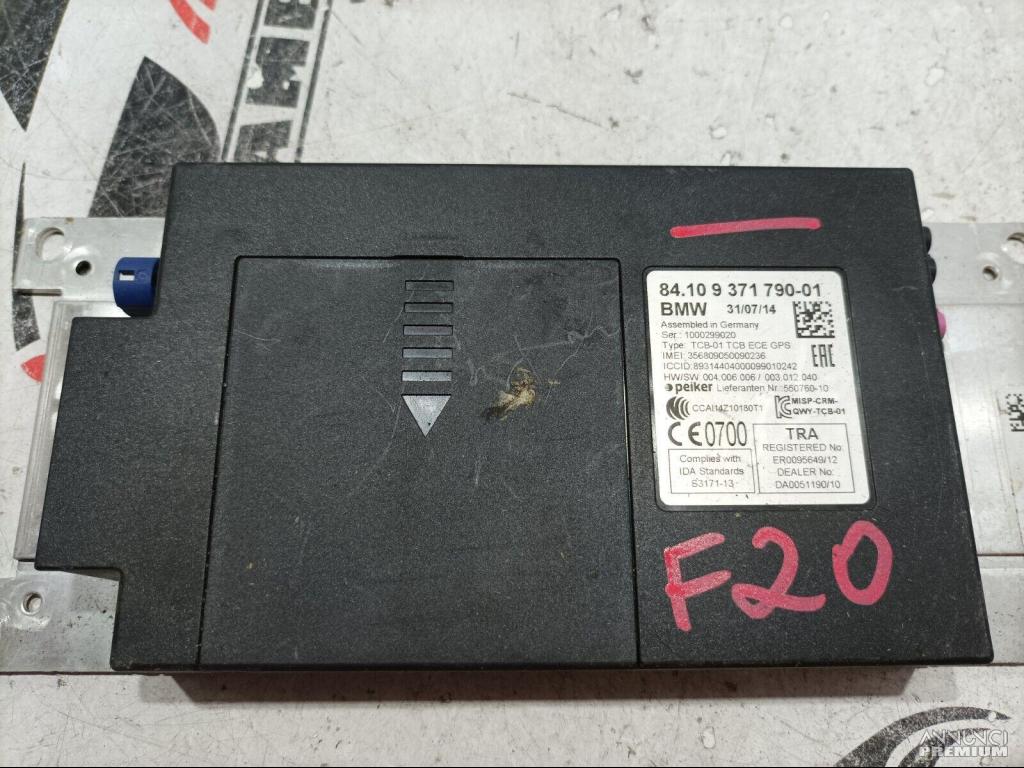 84.10 9 371 790-01
BMW 31/07/14
Assembled in Germany
Ser.: 1000299020
Type: TCB-01 TCB ECE GPS
IMEI: 356809050090236
ICCID: 89314404000099010242
HW/SW 004.006.006 / 003.012.040
peiker Lieferanten Nr.: 550760-10
CCAI14Z10180T1
MISP-CRM-
QWY-TCB-01
EAC
CE0700
Complies with
IDA Standards
S3171-13
TRA
REGISTERED No:
ER0095649/12
DEALER No:
DA0051190/10
F20
ANNUNCI
PREMIUM